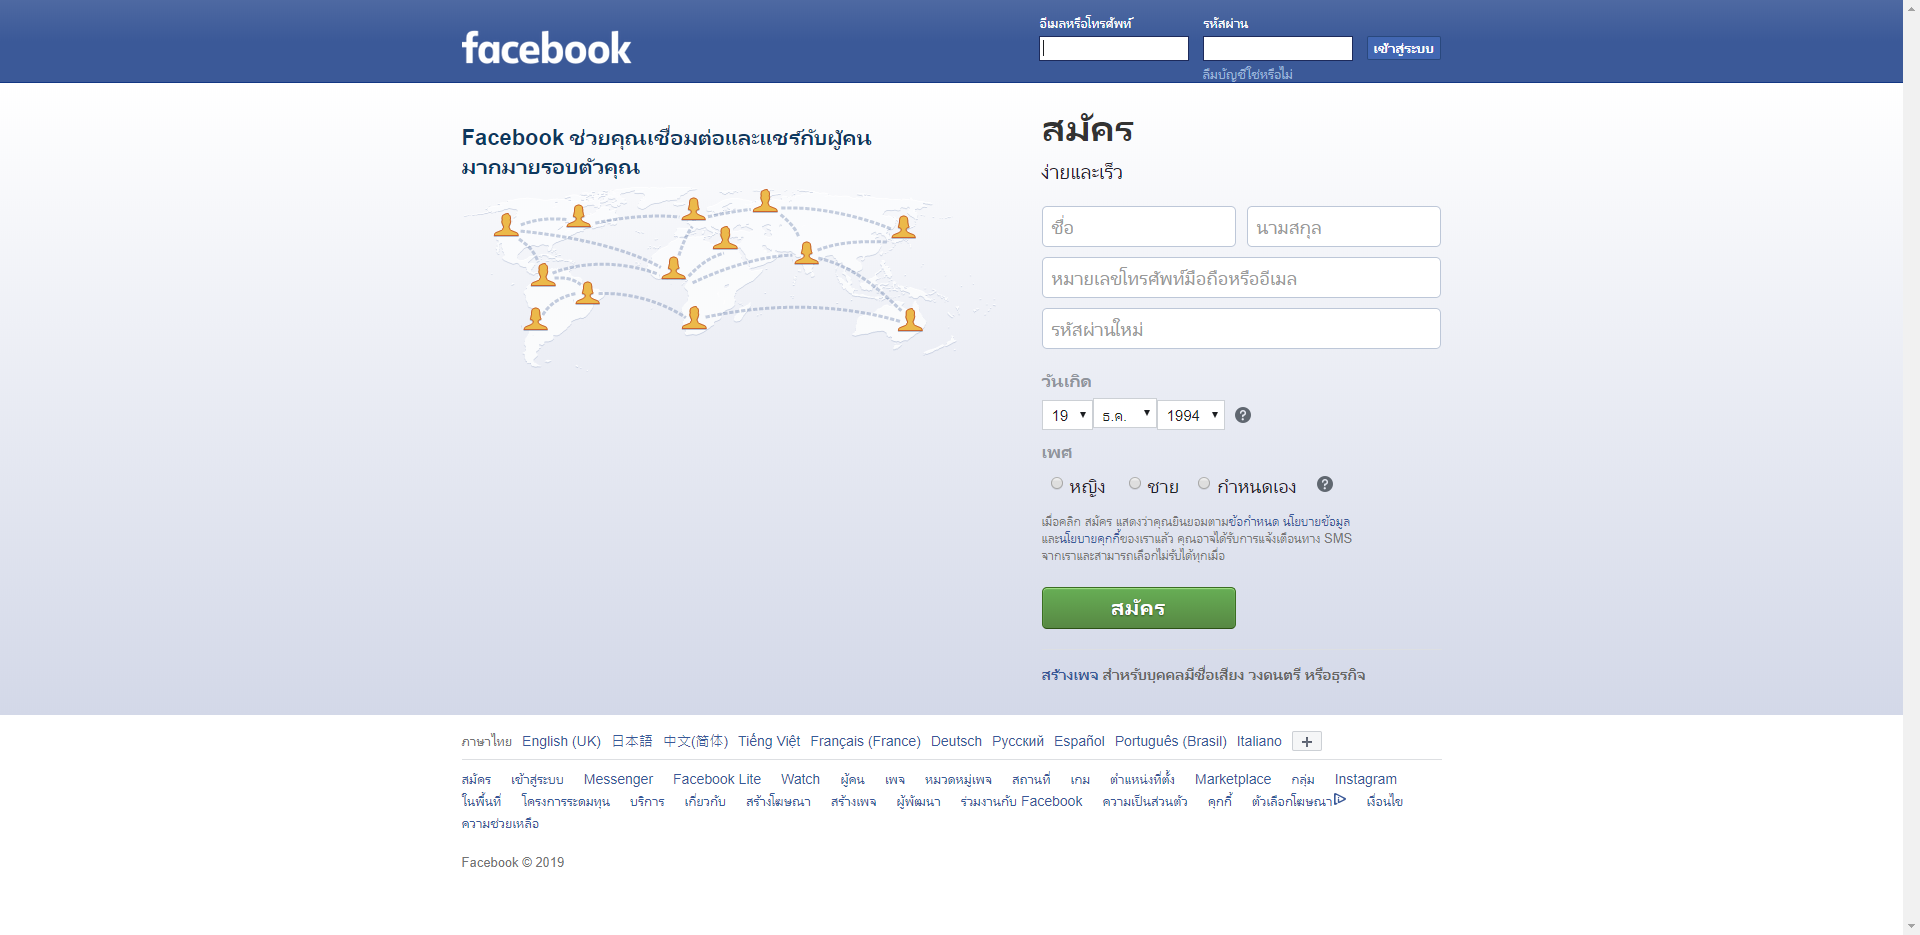 facebook
อีเมลหรือโทรศัพท์
รหัสผ่าน
เข้าสู่ระบบ
ลืมบัญชีใช่หรือไม่
Facebook ช่วยคุณเชื่อมต่อและแชร์กับผู้คน
มากมายรอบตัวคุณ
สมัคร
ง่ายและเร็ว
ชื่อ นามสกุล
หมายเลขโทรศัพท์มือถือหรืออีเมล
รหัสผ่านใหม่
วันเกิด
19 ธ.ค. 1994
เพศ
หญิง ชาย กำหนดเอง
เมื่อคลิก สมัคร แสดงว่าคุณยินยอมตามข้อกำหนด นโยบายข้อมูล
และนโยบายคุกกี้ของเราแล้ว คุณอาจได้รับการแจ้งเตือนทาง SMS
จากเราและสามารถเลือกไม่รับได้ทุกเมื่อ
สมัคร
สร้างเพจ สำหรับบุคคลมีชื่อเสียง วงดนตรี หรือธุรกิจ
ภาษาไทย English (UK) 日本語 中文(简体) Tiếng Việt Français (France) Deutsch Русский Español Português (Brasil) Italiano +
สมัคร เข้าสู่ระบบ Messenger Facebook Lite Watch ผู้คน เพจ หมวดหมู่เพจ สถานที่ เกม ตำแหน่งที่ตั้ง Marketplace กลุ่ม Instagram
ในพื้นที่ โครงการระดมทุน บริการ เกี่ยวกับ สร้างโฆษณา สร้างเพจ ผู้พัฒนา ร่วมงานกับ Facebook ความเป็นส่วนตัว คุกกี้ ตัวเลือกโฆษณา เงื่อนไข
ความช่วยเหลือ
Facebook © 2019